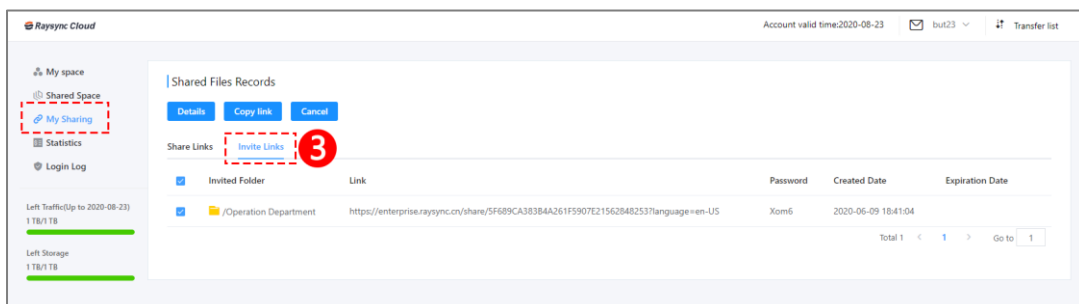 Raysync Cloud
Account valid time:2020-08-23
but23
Transfer list
My space
Shared Space
My Sharing
Statistics
Login Log
Left Traffic(Up to 2020-08-23)
1 TB/1 TB
Left Storage
1 TB/1 TB
Shared Files Records
Details Copy link Cancel
Share Links Invite Links 3
Invited Folder Link Password Created Date Expiration Date
/Operation Department https://enterprise.raysync.cn/share/5F689CA383B4A261F5907E21562848253?language=en-US Xom6 2020-06-09 18:41:04
Total 1 < 1 > Go to 1